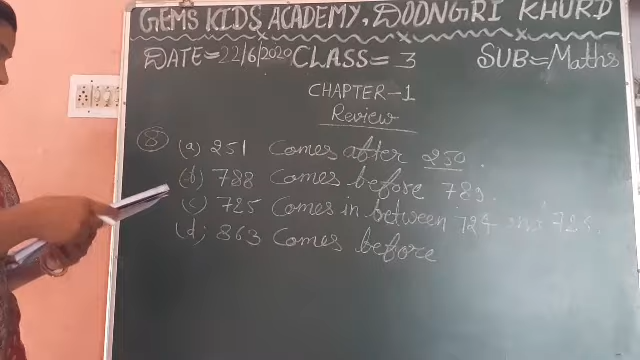 GEMS KIDS ACADEMY, DOONGRI KHURD
DATE=22/6/2020 CLASS=3 SUB=Maths
CHAPTER-1
Review
(8) (a) 251 Comes after 250.
(b) 788 Comes before 789.
(c) 725 Comes in between 724 and 726.
(d) 863 Comes before